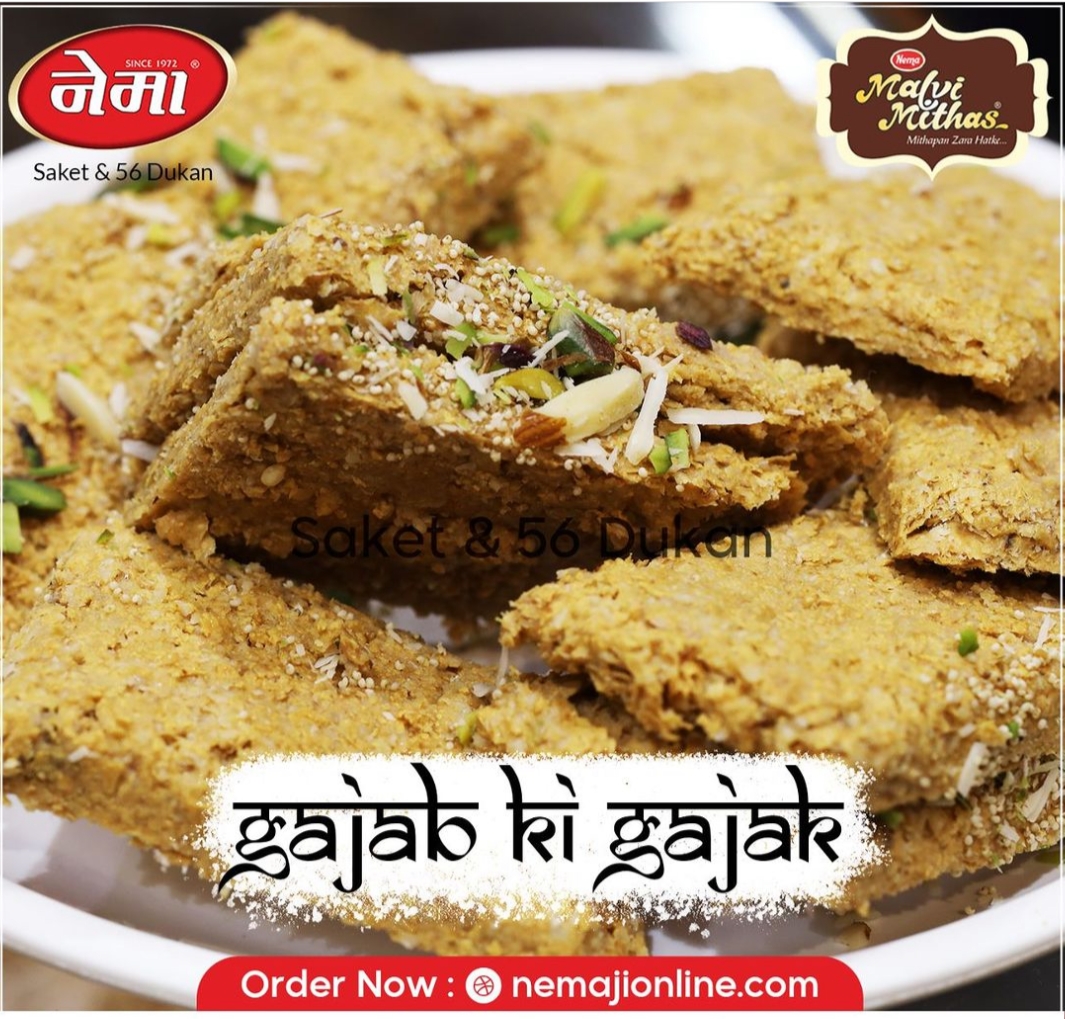 SINCE 1972 ®
नेमा
Saket & 56 Dukan
Nema
Malvi
Mithas®
Mithapan Zara Hatke...
Saket & 56 Dukan
gajab ki gajak
Order Now : nemajionline.com